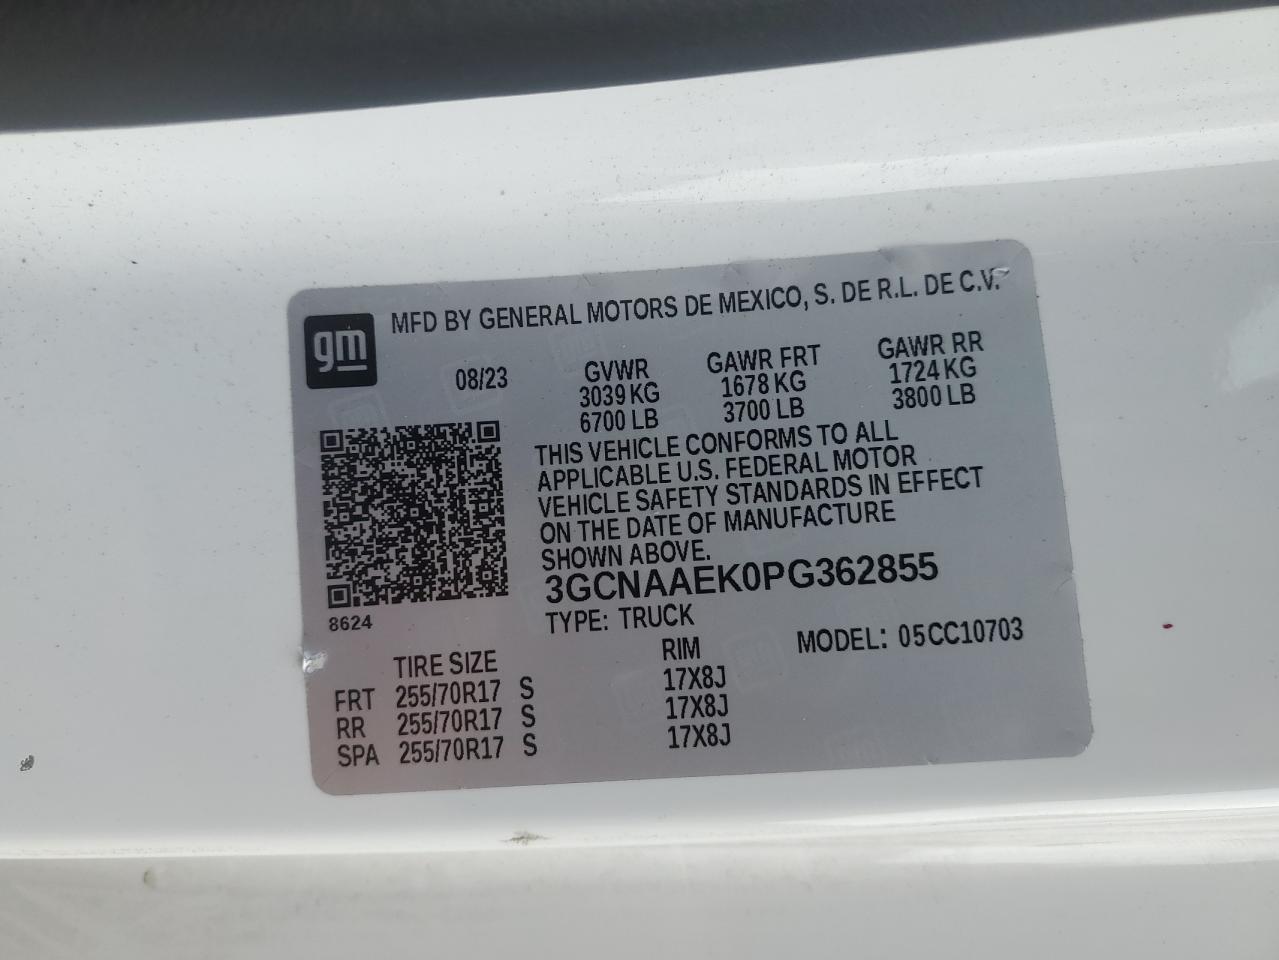 MFD BY GENERAL MOTORS DE MEXICO, S. DE R.L. DE C.V.
gm
08/23 GVWR GAWR FRT GAWR RR
3039 KG 1678 KG 1724 KG
6700 LB 3700 LB 3800 LB
THIS VEHICLE CONFORMS TO ALL
APPLICABLE U.S. FEDERAL MOTOR
VEHICLE SAFETY STANDARDS IN EFFECT
ON THE DATE OF MANUFACTURE
SHOWN ABOVE.
3GCNAAEK0PG362855
8624
TYPE: TRUCK
MODEL: 05CC10703
TIRE SIZE RIM
FRT 255/70R17 S 17X8J
RR 255/70R17 S 17X8J
SPA 255/70R17 S 17X8J